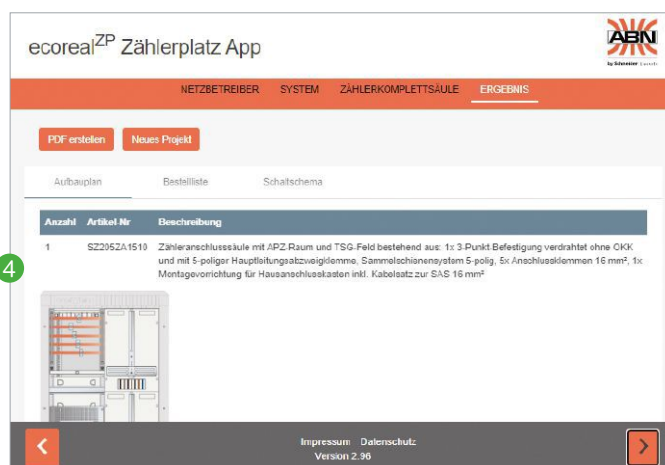 ecoreal^ZP Zählerplatz App
ABN
by Schneider Electric
NETZBETREIBER SYSTEM ZÄHLERKOMPLETTSÄULE ERGEBNIS
PDF erstellen Neues Projekt
Aufbauplan Bestellliste Schaltschema
Anzahl Artikel-Nr Beschreibung
1 SZ205ZA1510 Zähleranschlusssäule mit APZ-Raum und TSG-Feld bestehend aus: 1x 3-Punkt-Befestigung verdrahtet ohne GKK
und mit 5-poliger Hauptleitungsabzweigklemme, Sammelschienensystem 5-polig, 5x Anschlussklemmen 16 mm², 1x
Montagevorrichtung für Hausanschlusskasten inkl. Kabelsatz zur SAS 16 mm²
4
Impressum Datenschutz
Version 2.96